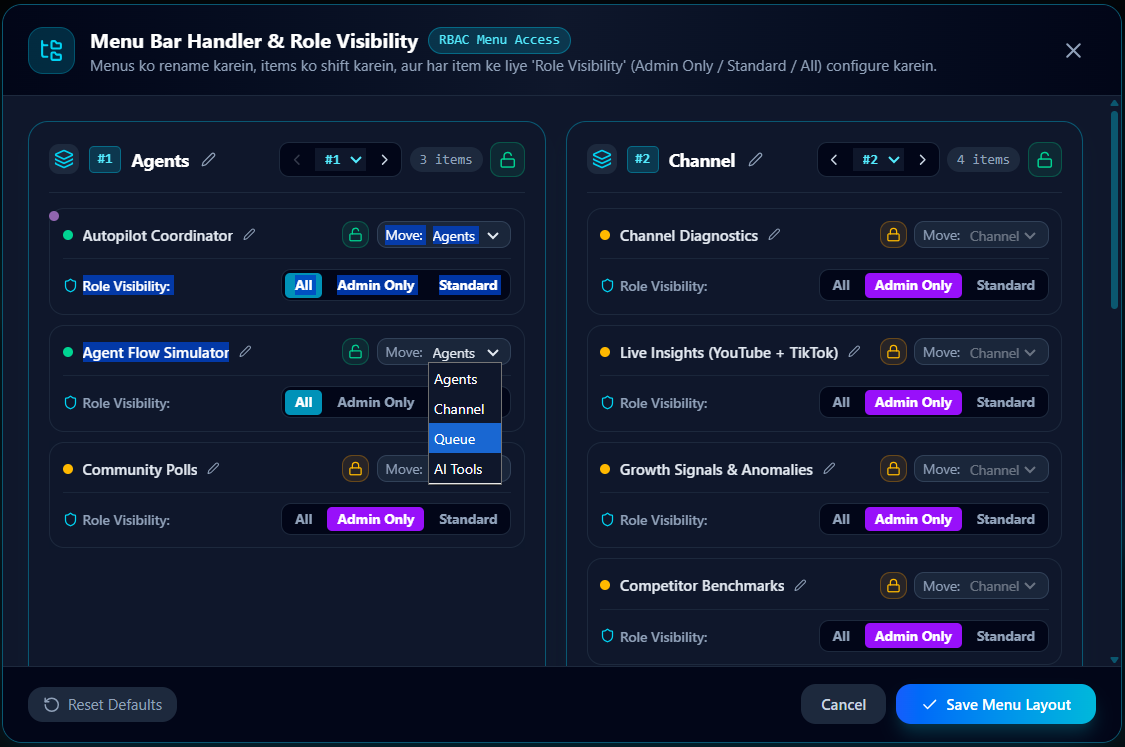 Menu Bar Handler & Role Visibility RBAC Menu Access
Menus ko rename karein, items ko shift karein, aur har item ke liye 'Role Visibility' (Admin Only / Standard / All) configure karein.
#1 Agents #1 3 items
Autopilot Coordinator Move: Agents
Role Visibility: All Admin Only Standard
Agent Flow Simulator Move: Agents
Role Visibility: All Admin Only
Agents
Channel
Queue
AI Tools
Community Polls Move:
Role Visibility: All Admin Only Standard
#2 Channel #2 4 items
Channel Diagnostics Move: Channel
Role Visibility: All Admin Only Standard
Live Insights (YouTube + TikTok) Move: Channel
Role Visibility: All Admin Only Standard
Growth Signals & Anomalies Move: Channel
Role Visibility: All Admin Only Standard
Competitor Benchmarks Move: Channel
Role Visibility: All Admin Only Standard
Reset Defaults Cancel Save Menu Layout